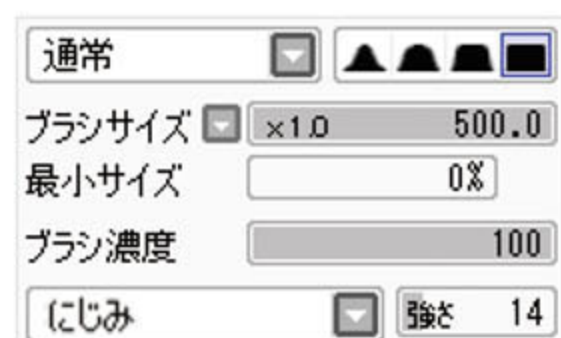 通常
ブラシサイズ ×1.0 500.0
最小サイズ 0%
ブラシ濃度 100
にじみ 強さ 14